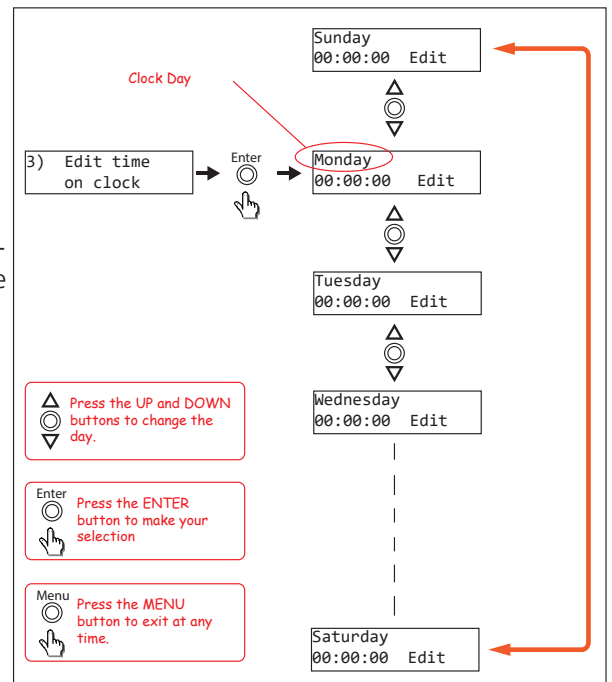 Sunday
00:00:00 Edit
Clock Day
3) Edit time
on clock
Enter
Monday
00:00:00 Edit
Tuesday
00:00:00 Edit
Press the UP and DOWN
buttons to change the
day.
Wednesday
00:00:00 Edit
Enter
Press the ENTER
button to make your
selection
Menu
Press the MENU
button to exit at any
time.
Saturday
00:00:00 Edit